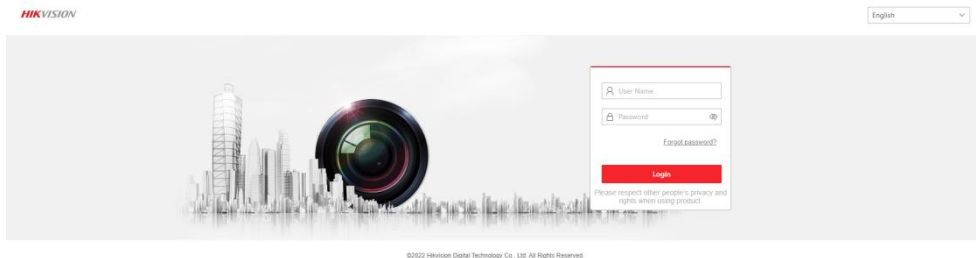 HIKVISION
English
User Name
Password
Forgot password?
Login
Please respect other people's privacy and
rights when using product.
©2022 Hikvision Digital Technology Co., Ltd. All Rights Reserved.